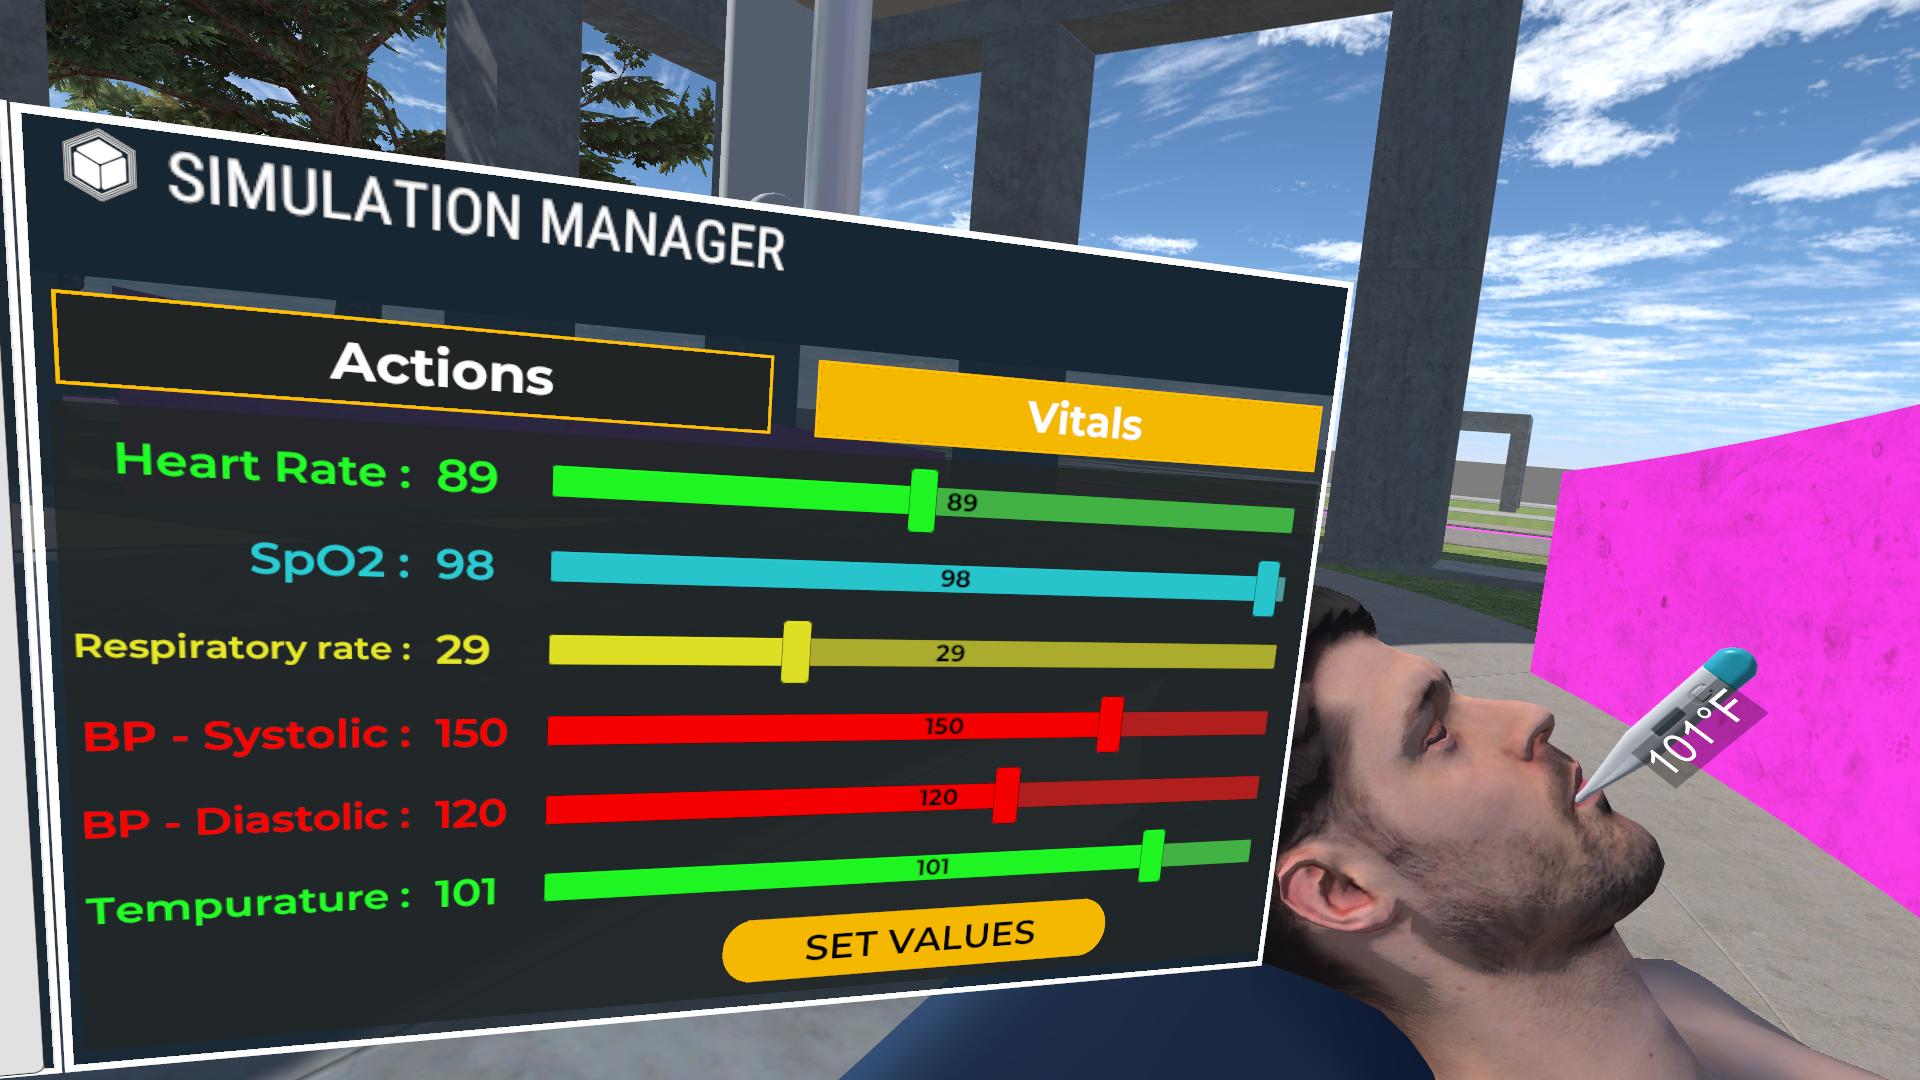 SIMULATION MANAGER
Actions
Vitals
Heart Rate : 89
89
SpO2 : 98
98
Respiratory rate : 29
29
BP - Systolic : 150
150
BP - Diastolic : 120
120
Tempurature : 101
101
SET VALUES
101°F